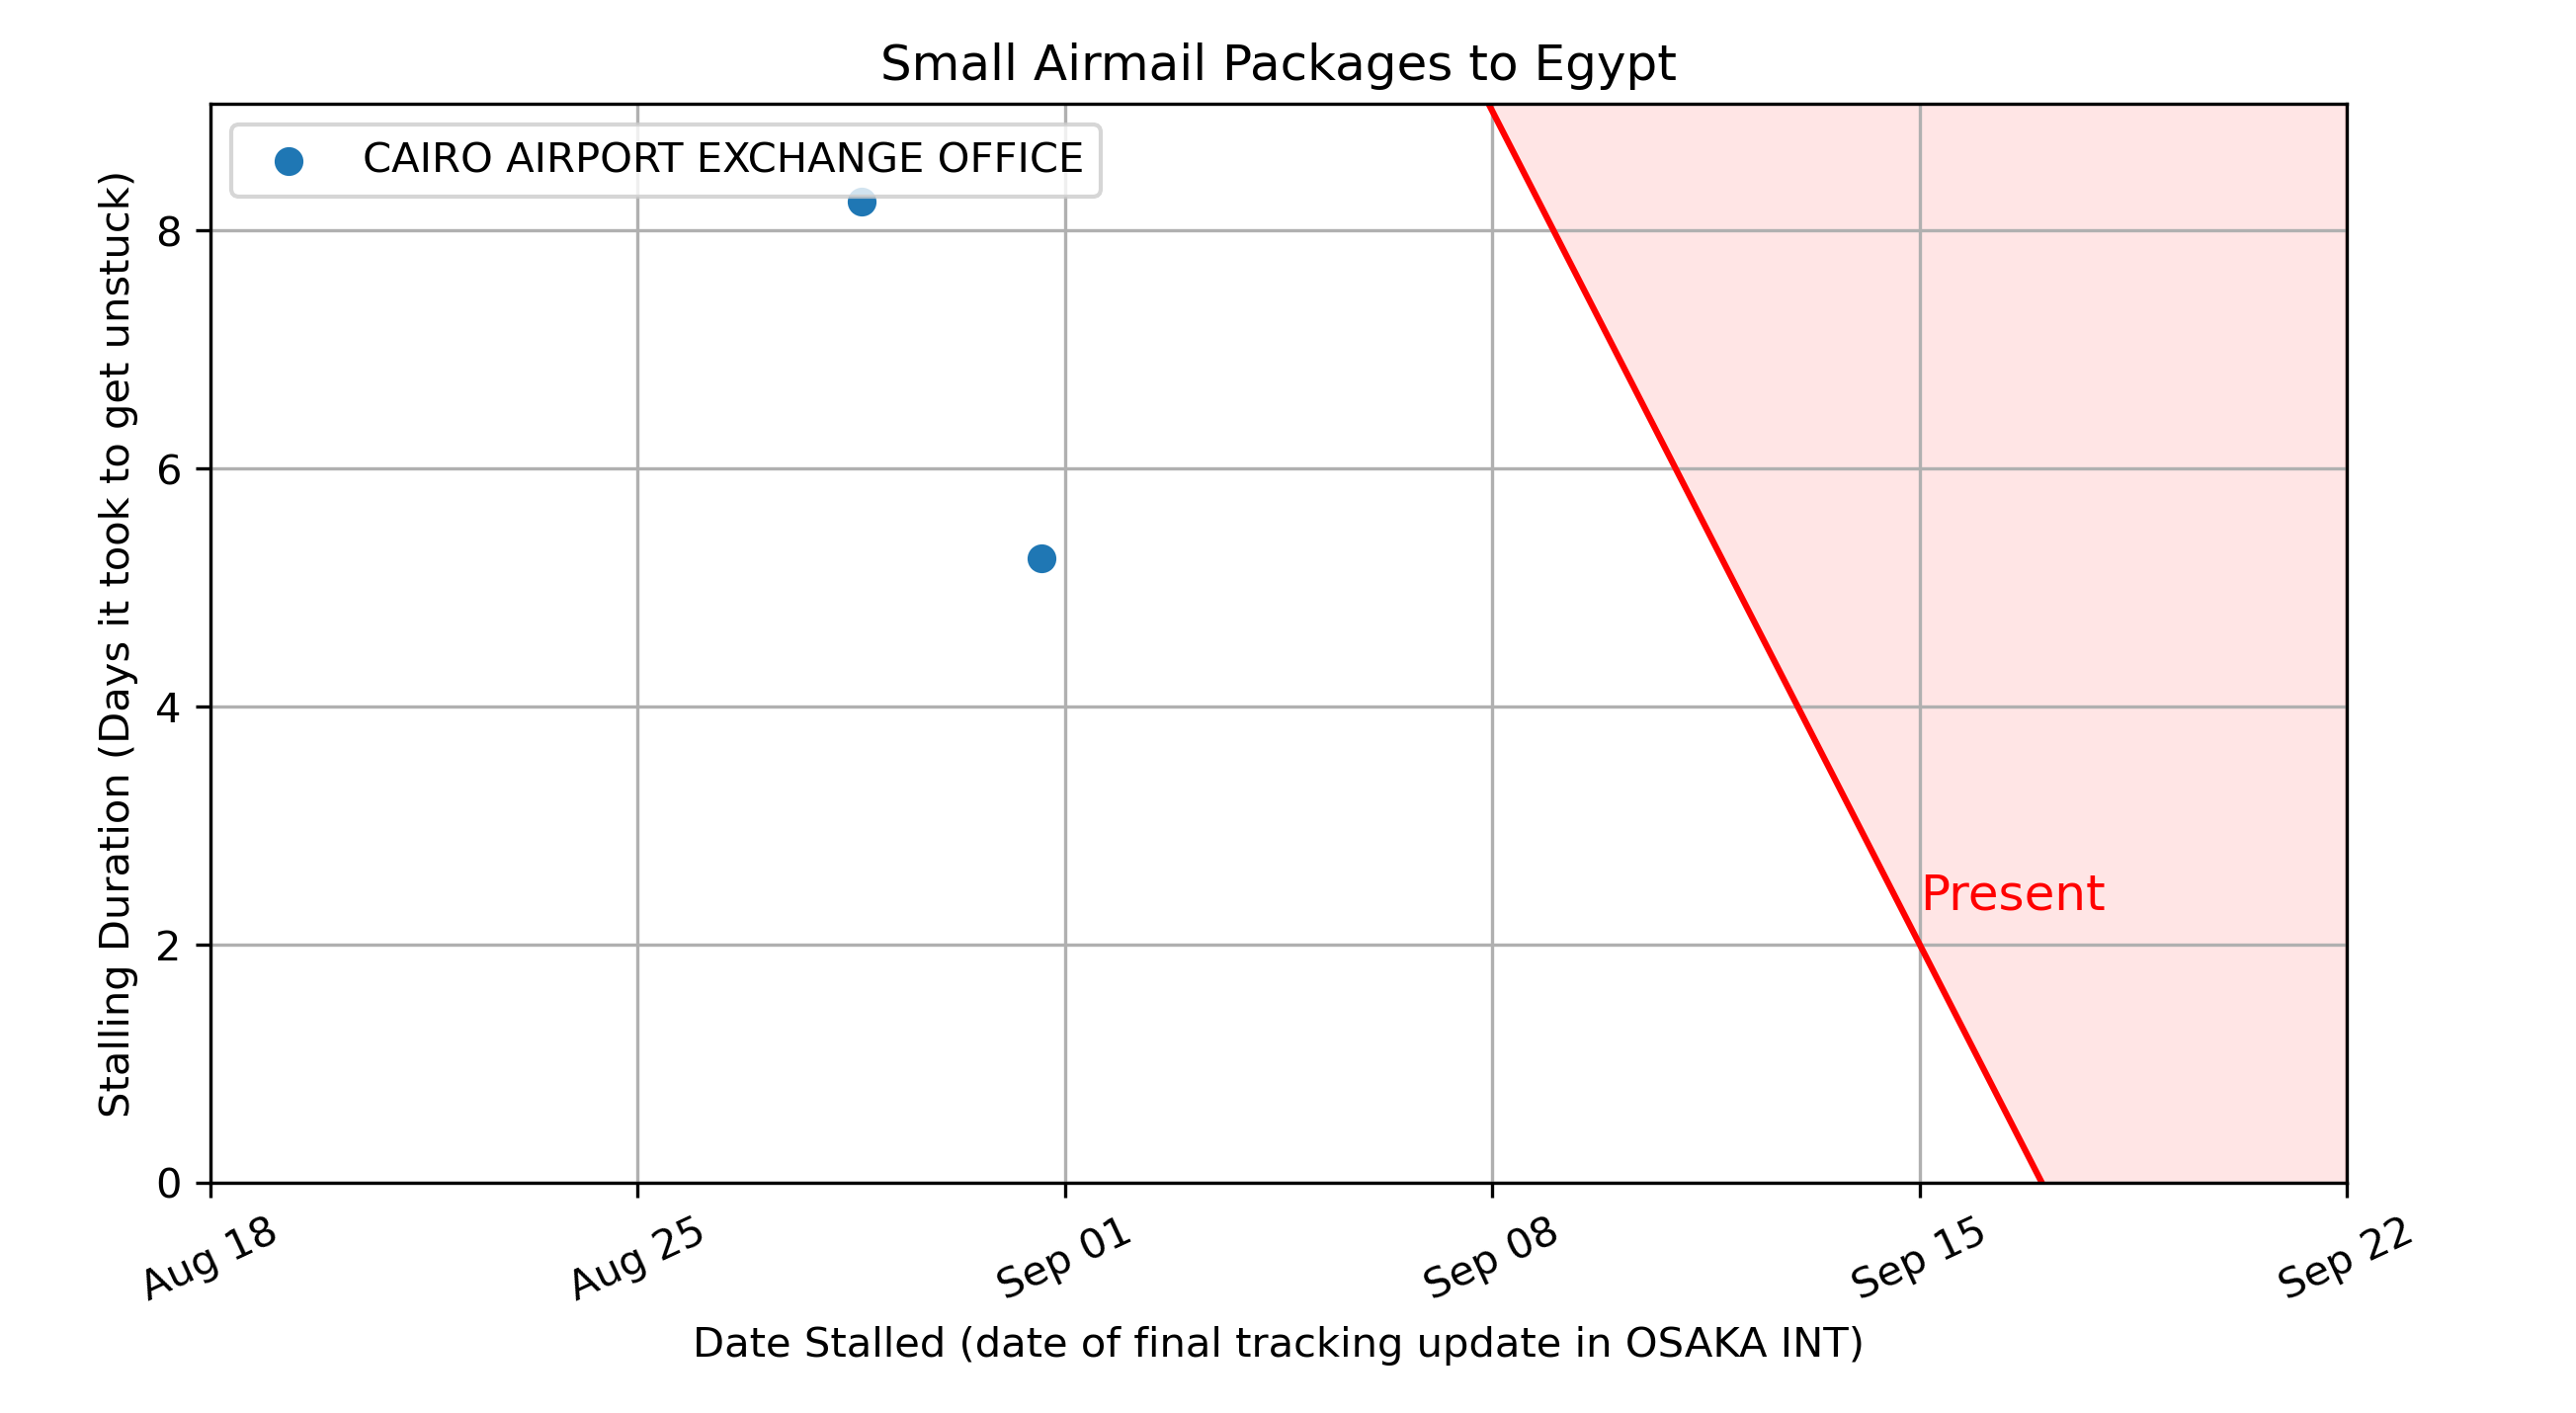 Small Airmail Packages to Egypt
CAIRO AIRPORT EXCHANGE OFFICE
Stalling Duration (Days it took to get unstuck)
8
6
4
2
0
Present
Aug 18
Aug 25
Sep 01
Sep 08
Sep 15
Sep 22
Date Stalled (date of final tracking update in OSAKA INT)